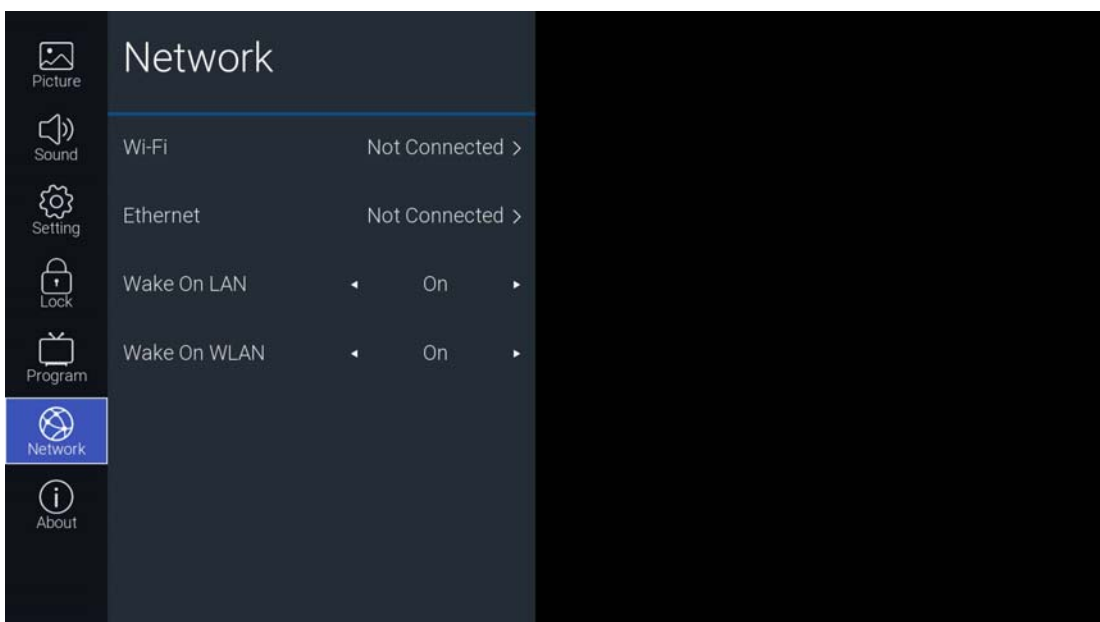 Picture
Sound
Setting
Lock
Program
Network
About
Network
Wi-Fi Not Connected >
Ethernet Not Connected >
Wake On LAN ◂ On ▸
Wake On WLAN ◂ On ▸